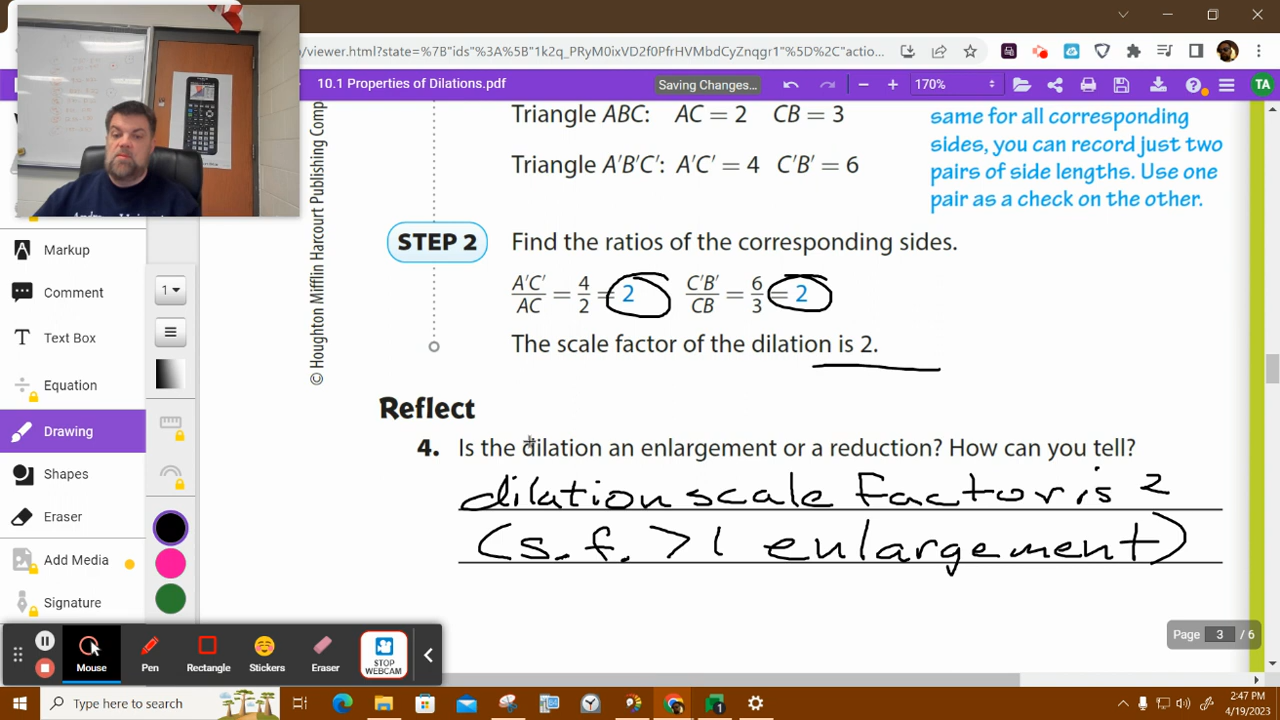 p/viewer.html?state=%7B"ids"%3A%5B"1k2q_PRyM0ixVD2f0PfrHVMbdCyZnqgr1"%5D%2C"actio...
10.1 Properties of Dilations.pdf
Saving Changes...
170%
TA
Markup
Comment
Text Box
Equation
Drawing
Shapes
Eraser
Add Media
Signature
1
© Houghton Mifflin Harcourt Publishing Comp
Triangle ABC: AC = 2 CB = 3
Triangle A′B′C′: A′C′ = 4 C′B′ = 6
same for all corresponding
sides, you can record just two
pairs of side lengths. Use one
pair as a check on the other.
STEP 2
Find the ratios of the corresponding sides.
A′C′/AC = 4/2 = 2 C′B′/CB = 6/3 = 2
The scale factor of the dilation is 2.
Reflect
4. Is the dilation an enlargement or a reduction? How can you tell?
dilation scale factor is 2
(s.f. > 1 enlargement)
Page 3 / 6
Mouse
Pen
Rectangle
Stickers
Eraser
STOP WEBCAM
Type here to search
2:47 PM
4/19/2023